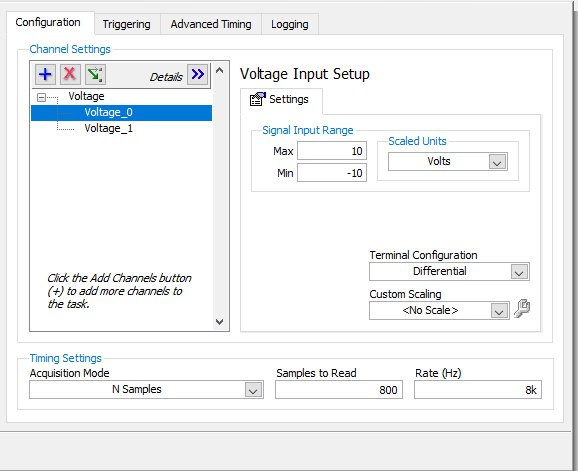 Configuration Triggering Advanced Timing Logging
Channel Settings
Details
Voltage
Voltage_0
Voltage_1
Click the Add Channels button
(+) to add more channels to
the task.
Voltage Input Setup
Settings
Signal Input Range
Max 10
Min -10
Scaled Units
Volts
Terminal Configuration
Differential
Custom Scaling
<No Scale>
Timing Settings
Acquisition Mode Samples to Read Rate (Hz)
N Samples 800 8k